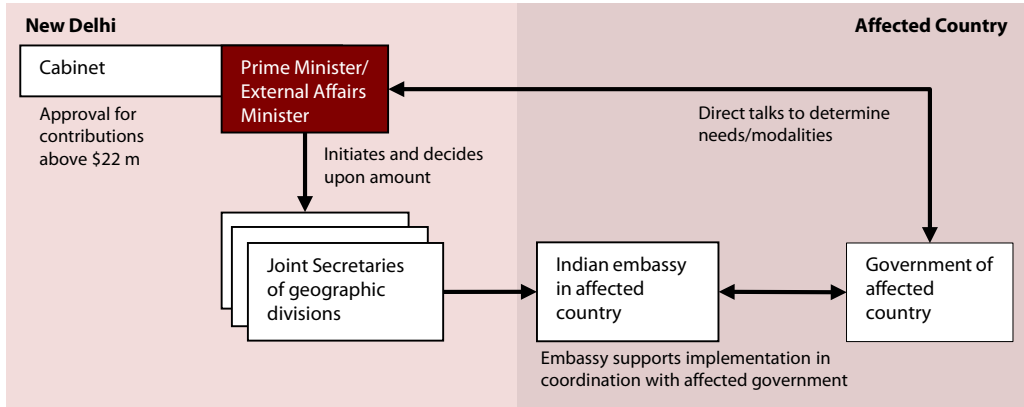 New Delhi
Affected Country
Cabinet
Prime Minister/
External Affairs
Minister
Approval for
contributions
above $22 m
Direct talks to determine
needs/modalities
Initiates and decides
upon amount
Joint Secretaries
of geographic
divisions
Indian embassy
in affected
country
Government of
affected
country
Embassy supports implementation in
coordination with affected government